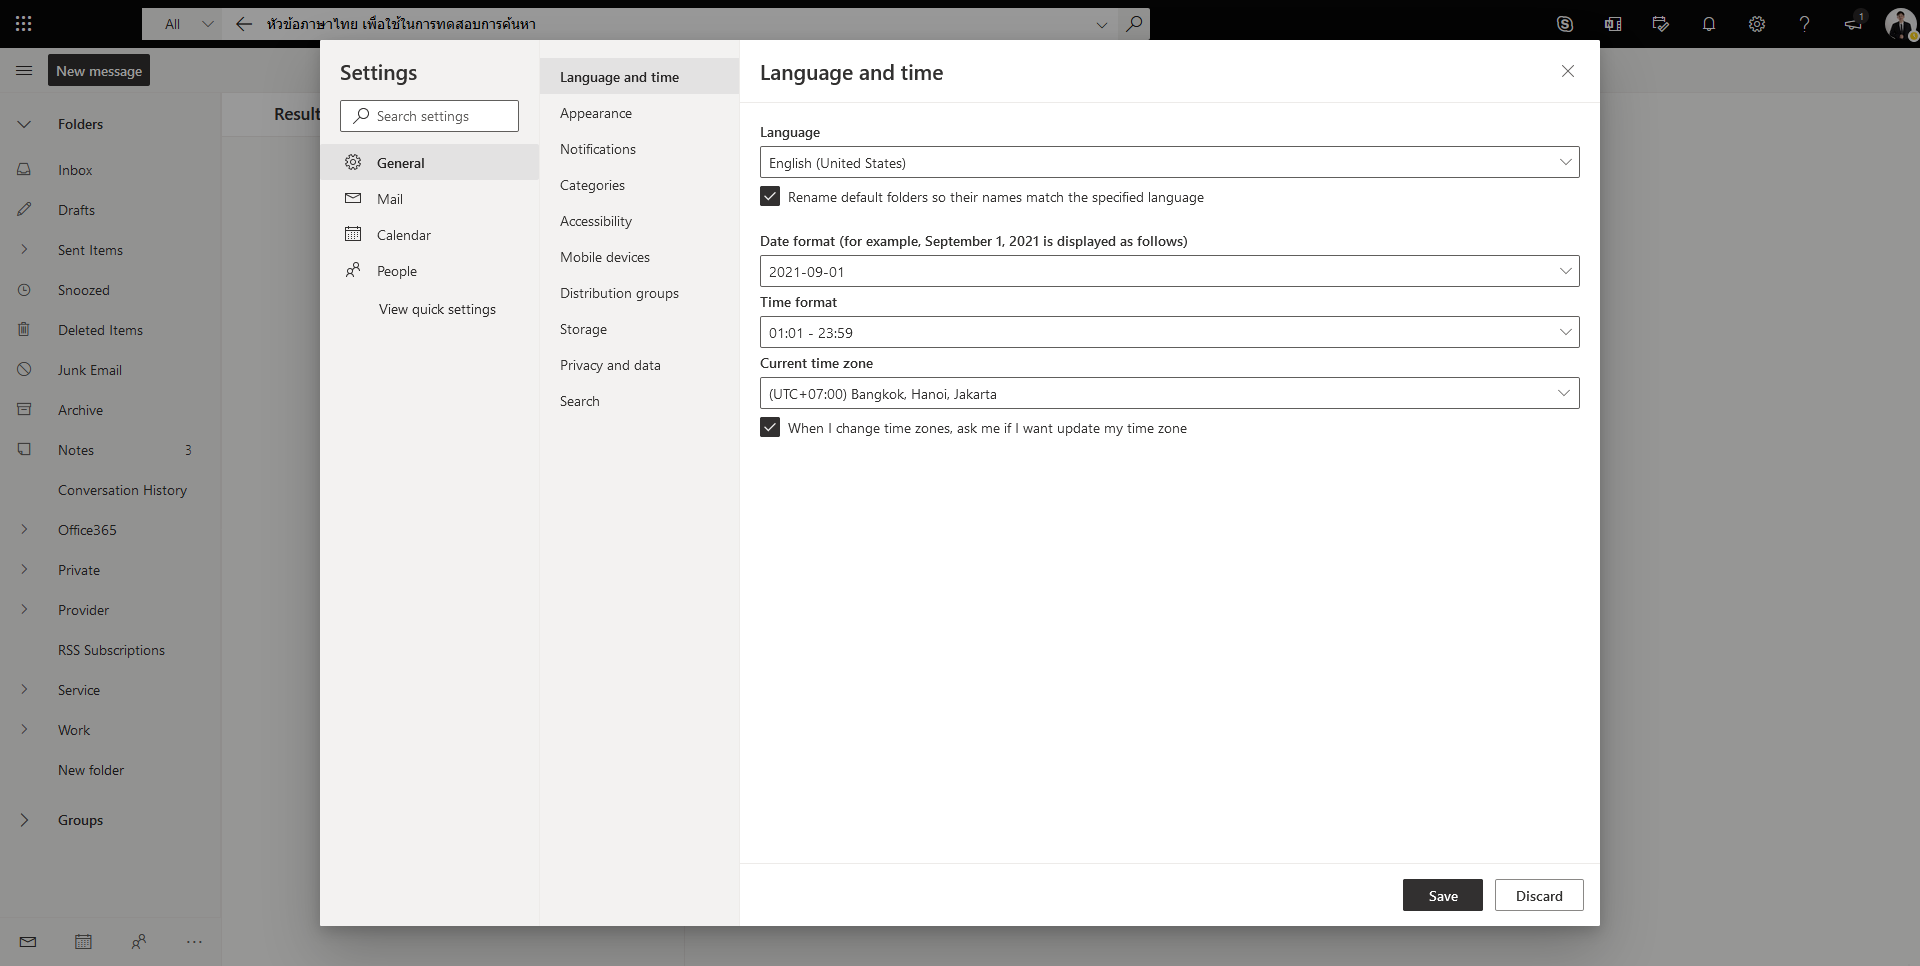 All
หัวข้อภาษาไทย เพื่อใช้ในการทดสอบการค้นหา
1
New message
Folders
Inbox
Drafts
Sent Items
Snoozed
Deleted Items
Junk Email
Archive
Notes 3
Conversation History
Office365
Private
Provider
RSS Subscriptions
Service
Work
New folder
Groups
Result
Settings
Search settings
General
Mail
Calendar
People
View quick settings
Language and time
Appearance
Notifications
Categories
Accessibility
Mobile devices
Distribution groups
Storage
Privacy and data
Search
Language and time
Language
English (United States)
Rename default folders so their names match the specified language
Date format (for example, September 1, 2021 is displayed as follows)
2021-09-01
Time format
01:01 - 23:59
Current time zone
(UTC+07:00) Bangkok, Hanoi, Jakarta
When I change time zones, ask me if I want update my time zone
Save
Discard